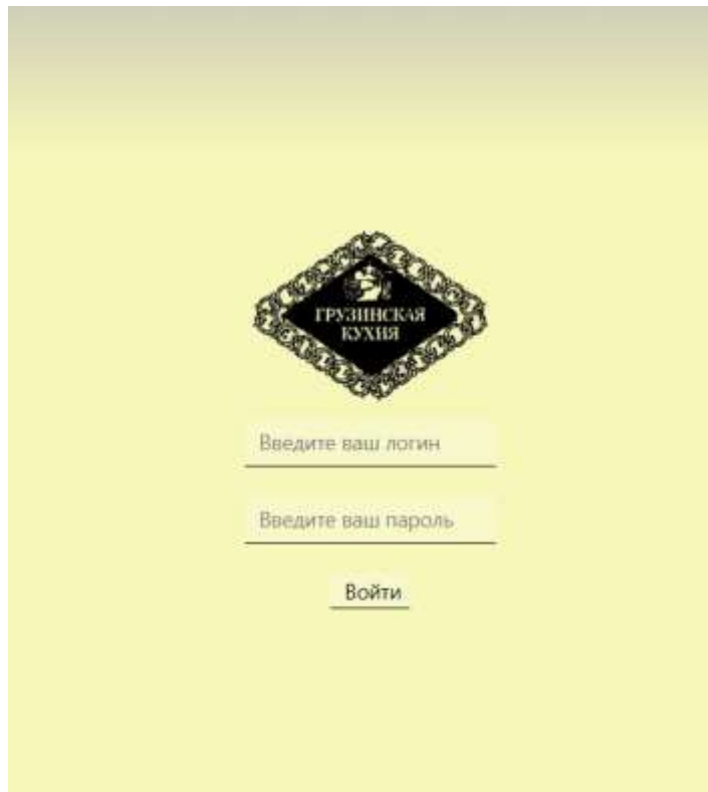 ГРУЗИНСКАЯ
КУХНЯ
Введите ваш логин
Введите ваш пароль
Войти